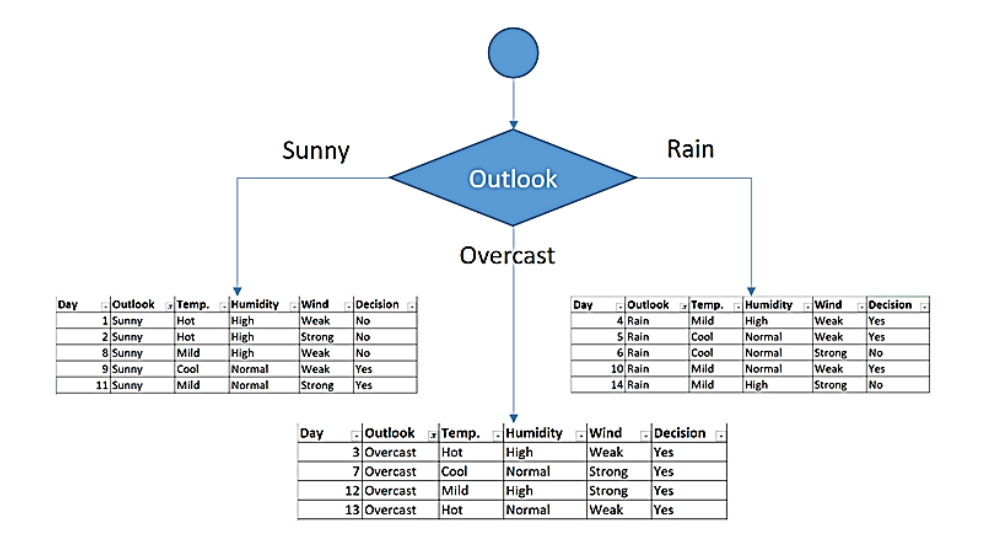 Sunny
Rain
Outlook
Overcast
Day Outlook Temp. Humidity Wind Decision
1 Sunny Hot High Weak No
2 Sunny Hot High Strong No
8 Sunny Mild High Weak No
9 Sunny Cool Normal Weak Yes
11 Sunny Mild Normal Strong Yes
Day Outlook Temp. Humidity Wind Decision
4 Rain Mild High Weak Yes
5 Rain Cool Normal Weak Yes
6 Rain Cool Normal Strong No
10 Rain Mild Normal Weak Yes
14 Rain Mild High Strong No
Day Outlook Temp. Humidity Wind Decision
3 Overcast Hot High Weak Yes
7 Overcast Cool Normal Strong Yes
12 Overcast Mild High Strong Yes
13 Overcast Hot Normal Weak Yes